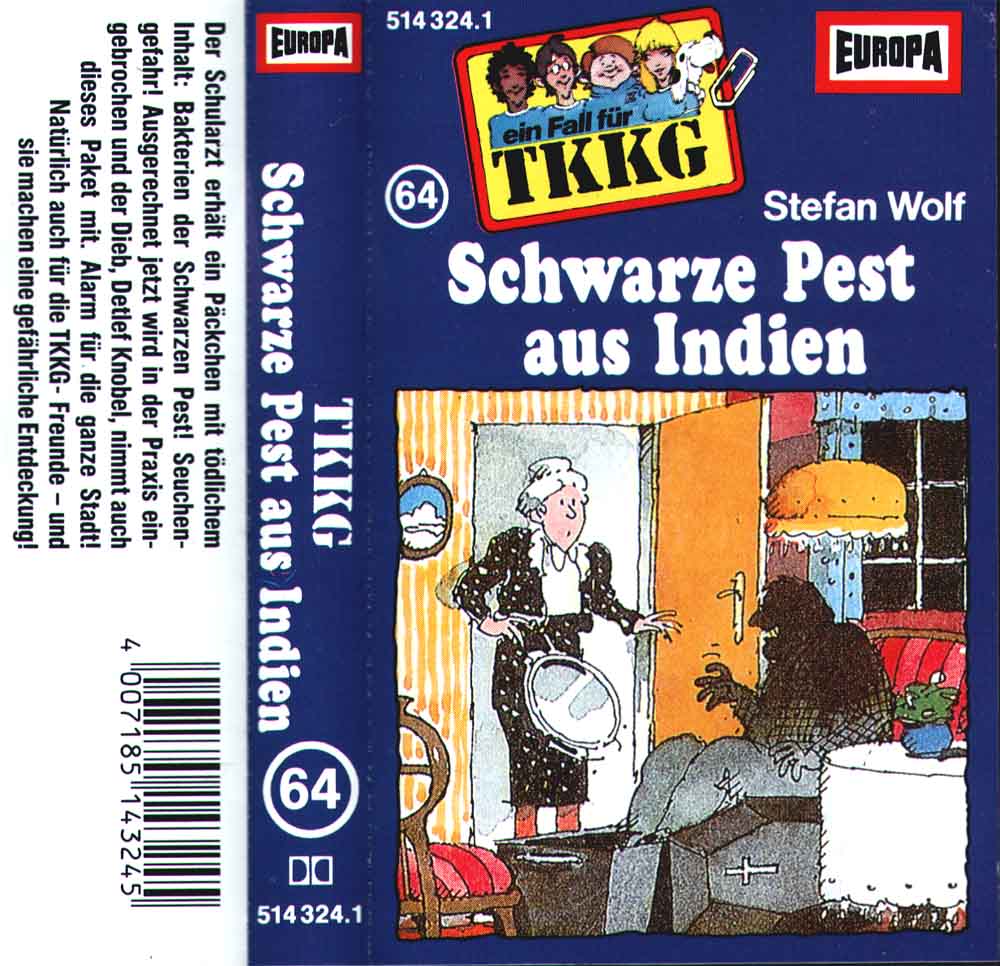 Der Schularzt erhält ein Päckchen mit tödlichem
Inhalt: Bakterien der Schwarzen Pest! Seuchen-
gefahr! Ausgerechnet jetzt wird in der Praxis ein-
gebrochen und der Dieb, Detlef Knobel, nimmt auch
dieses Paket mit. Alarm für die ganze Stadt!
Natürlich auch für die TKKG-Freunde – und
sie machen eine gefährliche Entdeckung!
4 007185 143245
EUROPA
TKKG
Schwarze Pest aus Indien
64
514 324.1
514 324.1
ein Fall für
TKKG
EUROPA
64
Stefan Wolf
Schwarze Pest
aus Indien